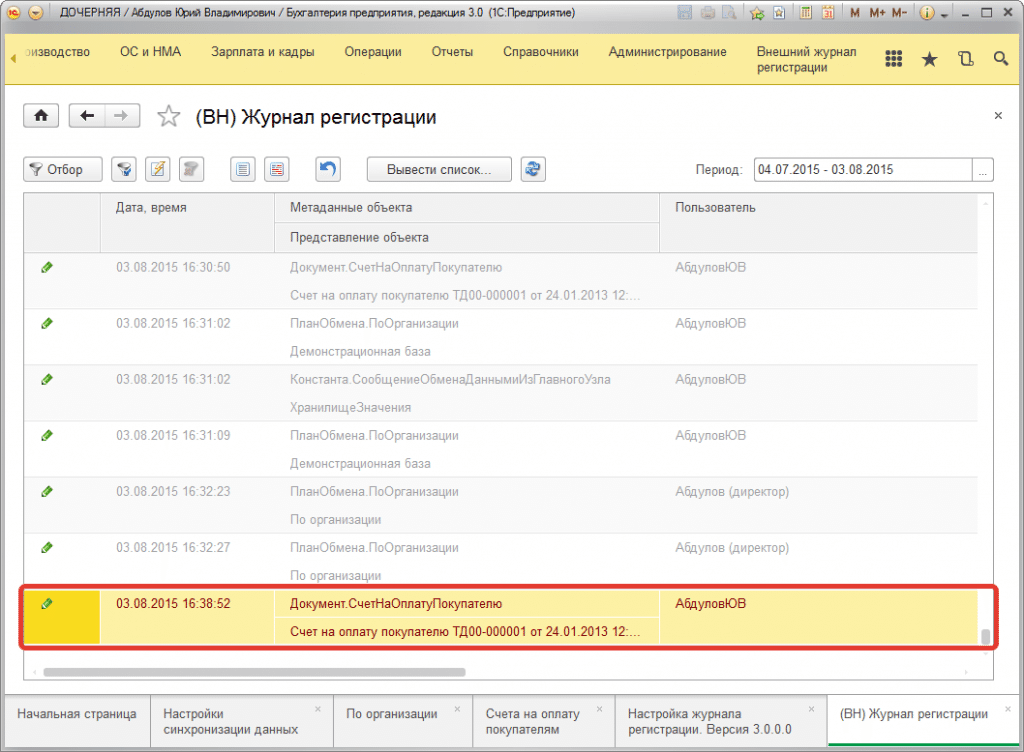 ДОЧЕРНЯЯ / Абдулов Юрий Владимирович / Бухгалтерия предприятия, редакция 3.0 (1С:Предприятие)
M M+ M-
оизводство
ОС и НМА
Зарплата и кадры
Операции
Отчеты
Справочники
Администрирование
Внешний журнал
регистрации
(ВН) Журнал регистрации
Отбор
Вывести список...
Период:
04.07.2015 - 03.08.2015
...
Дата, время
Метаданные объекта
Пользователь
Представление объекта
03.08.2015 16:30:50
Документ.СчетНаОплатуПокупателю
АбдуловЮВ
Счет на оплату покупателю ТД00-000001 от 24.01.2013 12:...
03.08.2015 16:31:02
ПланОбмена.ПоОрганизации
АбдуловЮВ
Демонстрационная база
03.08.2015 16:31:02
Константа.СообщениеОбменаДаннымиИзГлавногоУзла
АбдуловЮВ
ХранилищеЗначения
03.08.2015 16:31:09
ПланОбмена.ПоОрганизации
АбдуловЮВ
Демонстрационная база
03.08.2015 16:32:23
ПланОбмена.ПоОрганизации
Абдулов (директор)
По организации
03.08.2015 16:32:27
ПланОбмена.ПоОрганизации
Абдулов (директор)
По организации
03.08.2015 16:38:52
Документ.СчетНаОплатуПокупателю
АбдуловЮВ
Счет на оплату покупателю ТД00-000001 от 24.01.2013 12:...
Начальная страница
Настройки
синхронизации данных
По организации
Счета на оплату
покупателям
Настройка журнала
регистрации. Версия 3.0.0.0
(ВН) Журнал регистрации